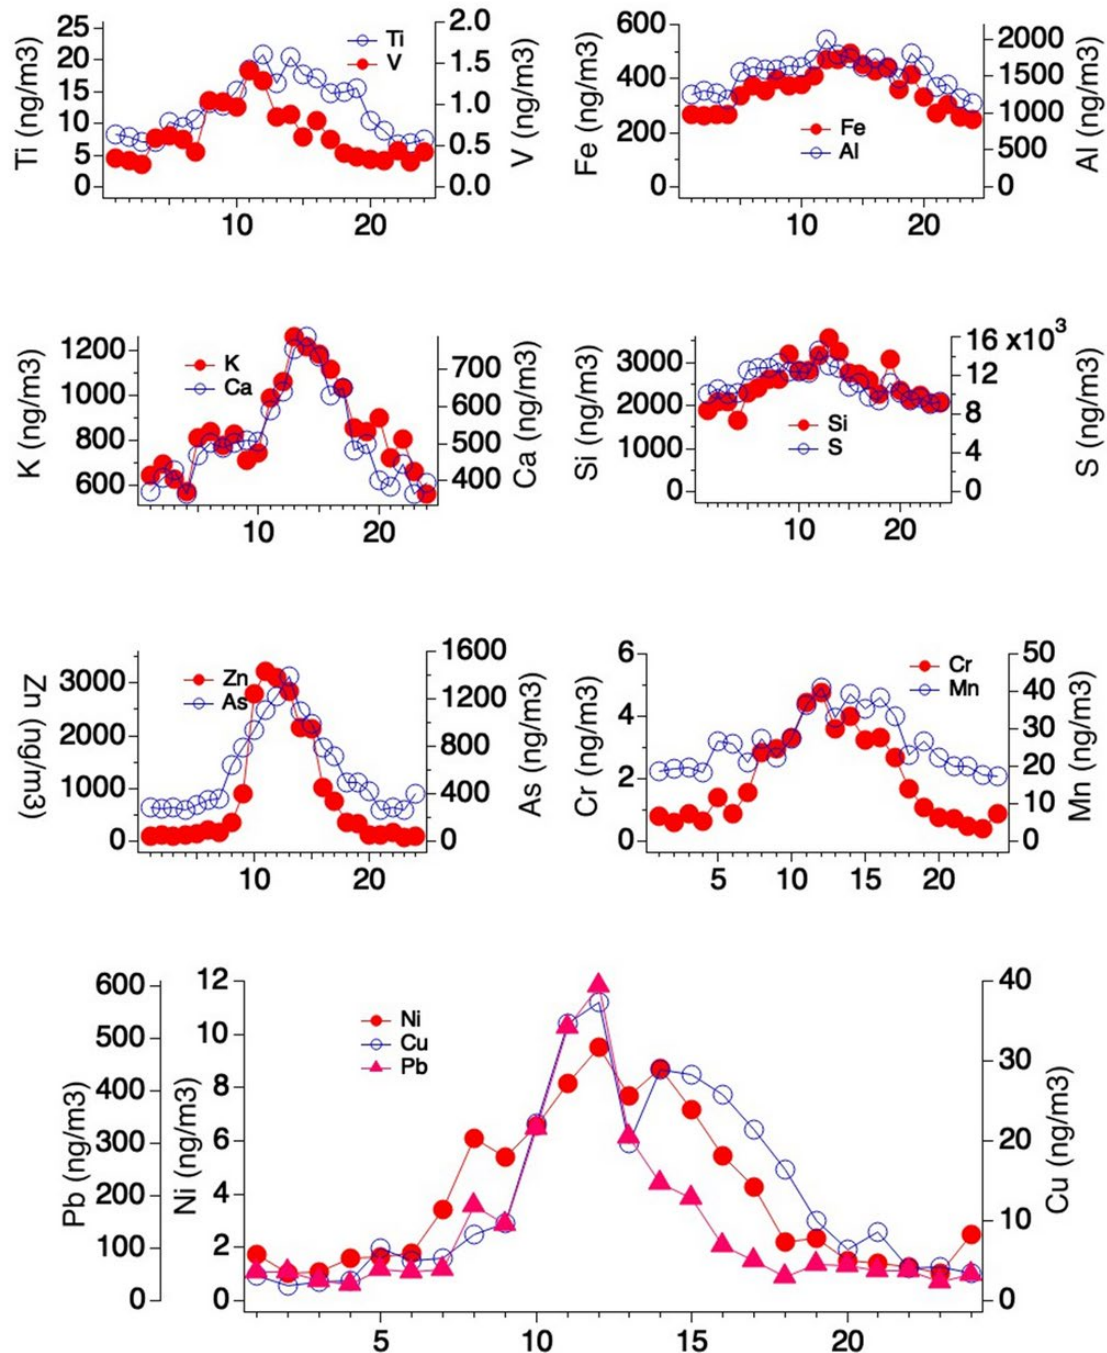 25
20
15
10
5
0
Ti (ng/m3)
Ti
V
2.0
1.5
1.0
0.5
0.0
V (ng/m3)
10 20
600
400
200
0
Fe (ng/m3)
Fe
Al
2000
1500
1000
500
0
Al (ng/m3)
10 20
1200
1000
800
600
K (ng/m3)
K
Ca
700
600
500
400
Ca (ng/m3)
10 20
3000
2000
1000
0
Si (ng/m3)
Si
S
16 x10³
12
8
4
0
S (ng/m3)
10 20
3000
2000
1000
0
Zn (ng/m3)
Zn
As
1600
1200
800
400
0
As (ng/m3)
10 20
6
4
2
0
Cr (ng/m3)
Cr
Mn
50
40
30
20
10
0
Mn (ng/m3)
5 10 15 20
600
500
400
300
200
100
0
Pb (ng/m3)
12
10
8
6
4
2
0
Ni (ng/m3)
Ni
Cu
Pb
40
30
20
10
0
Cu (ng/m3)
5 10 15 20